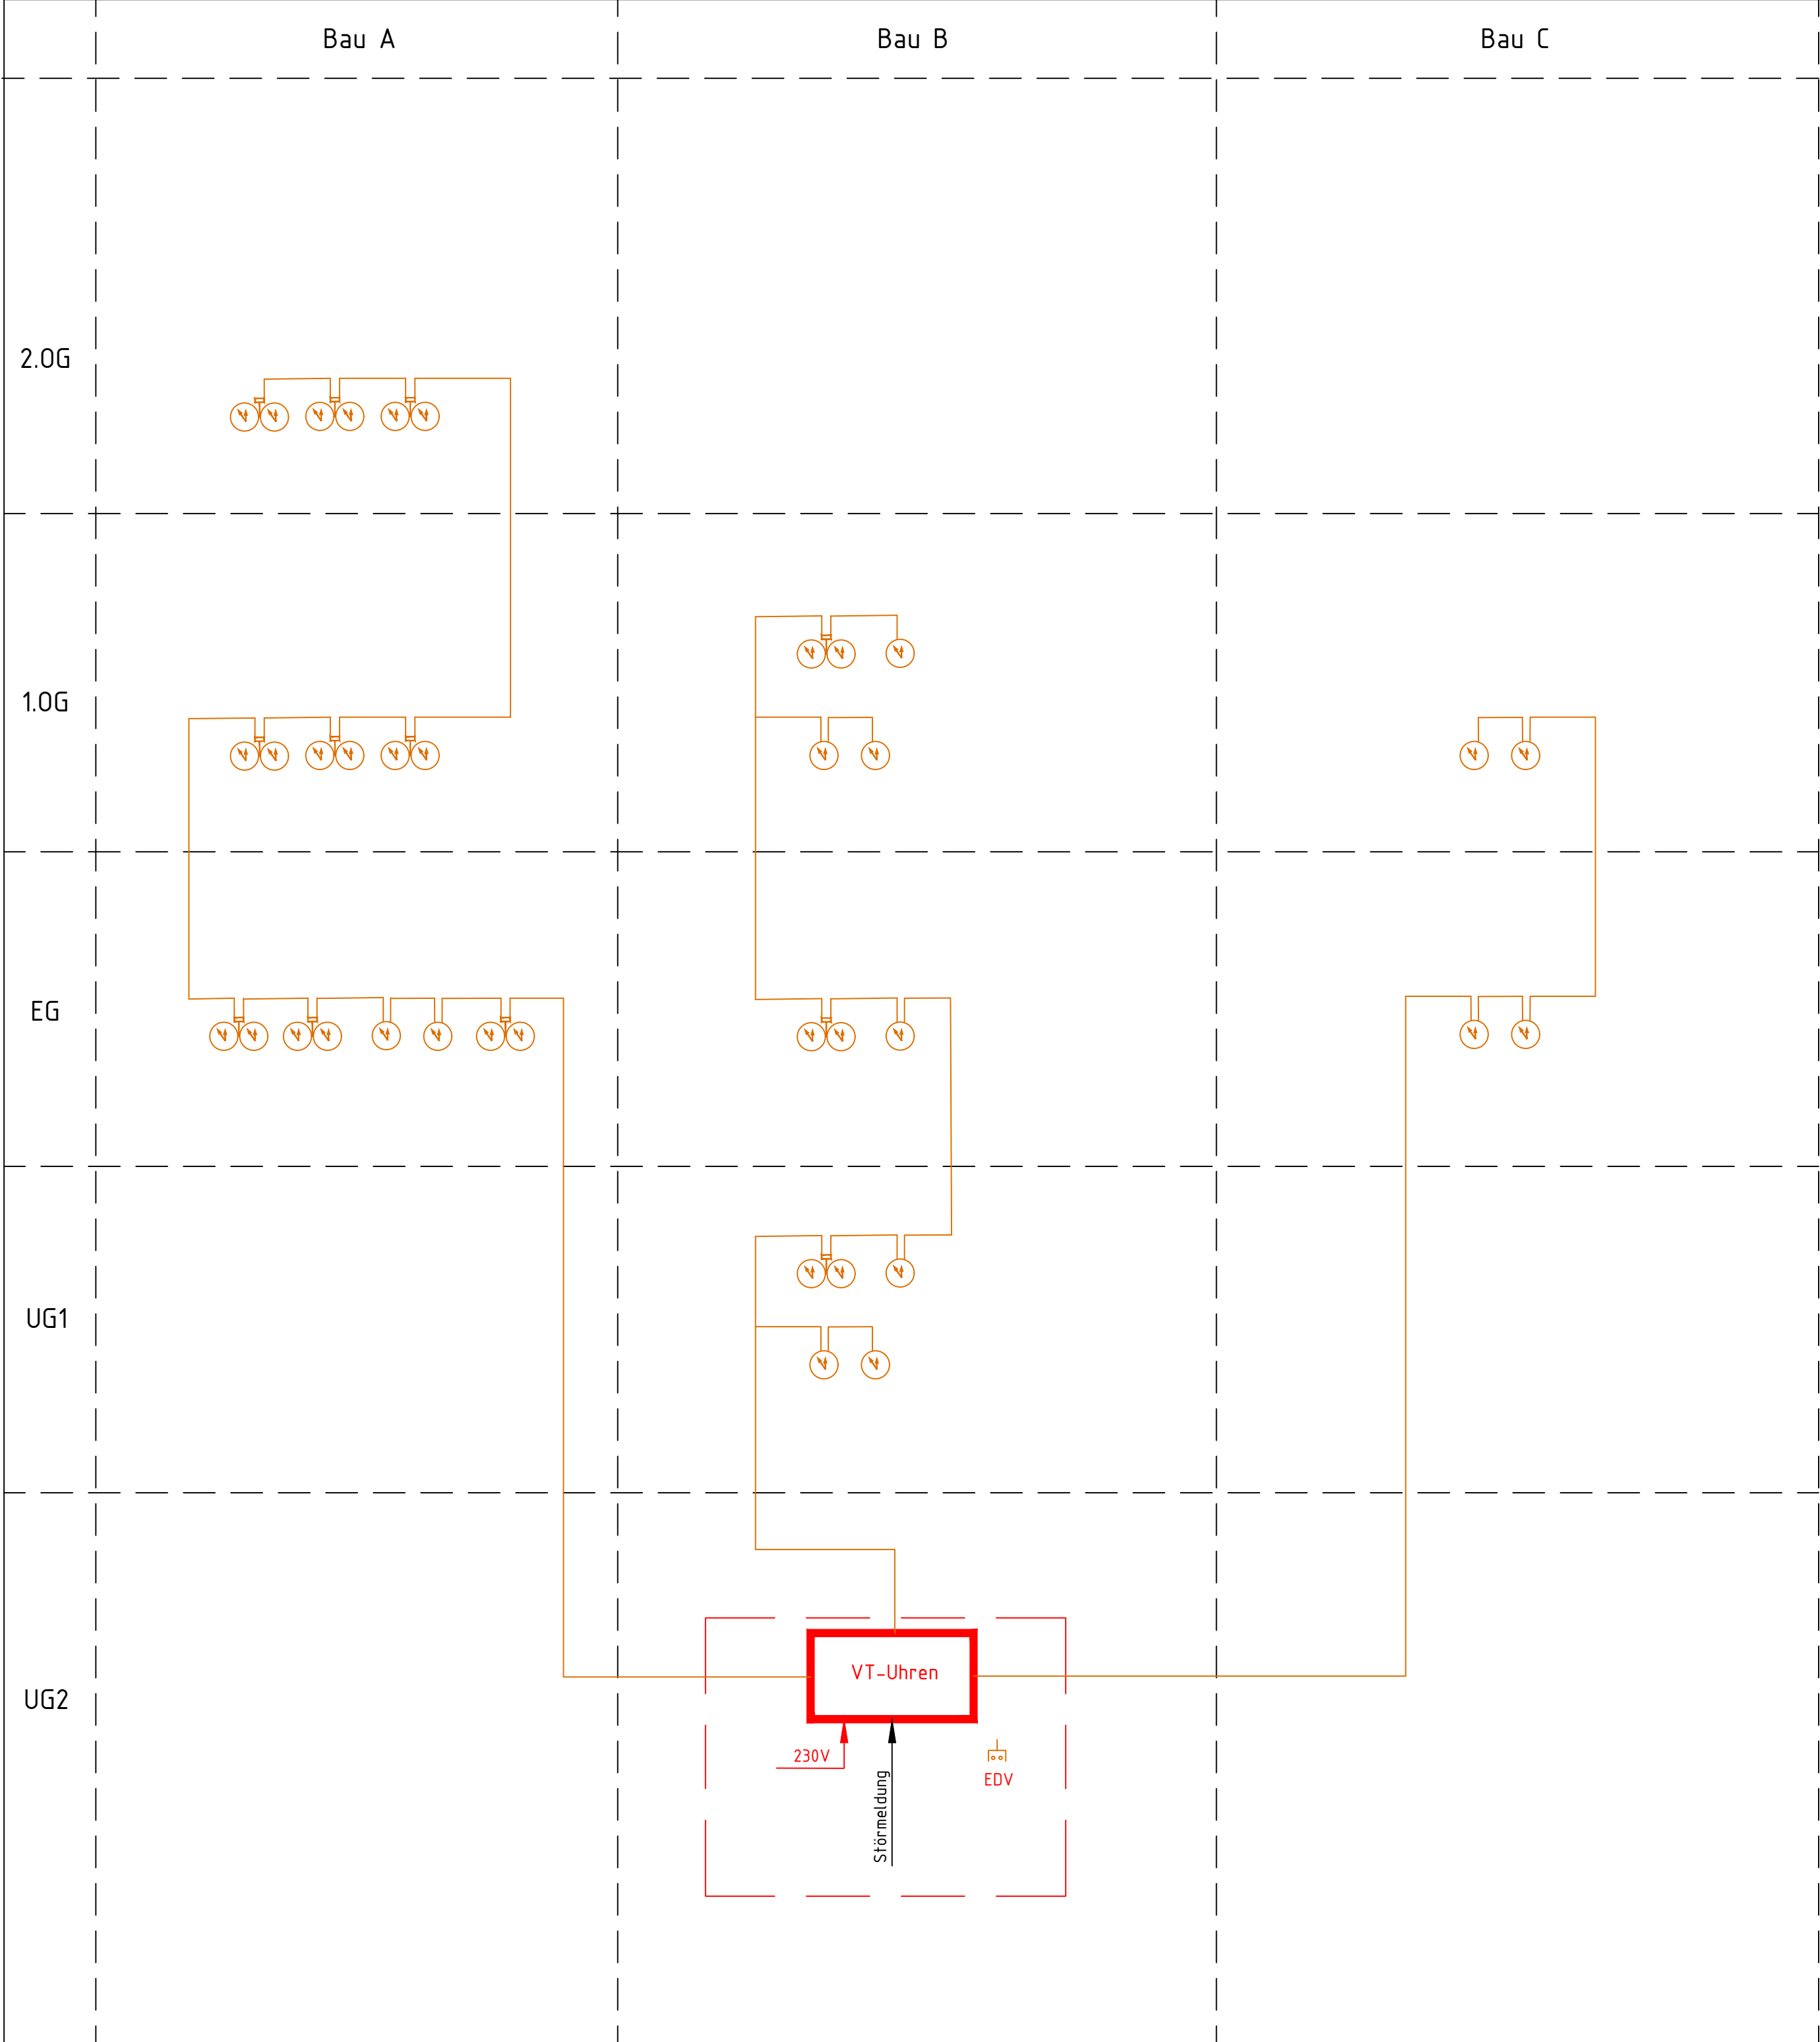 Bau A
Bau B
Bau C
2.OG
1.OG
EG
UG1
UG2
VT-Uhren
230V
Störmeldung
EDV